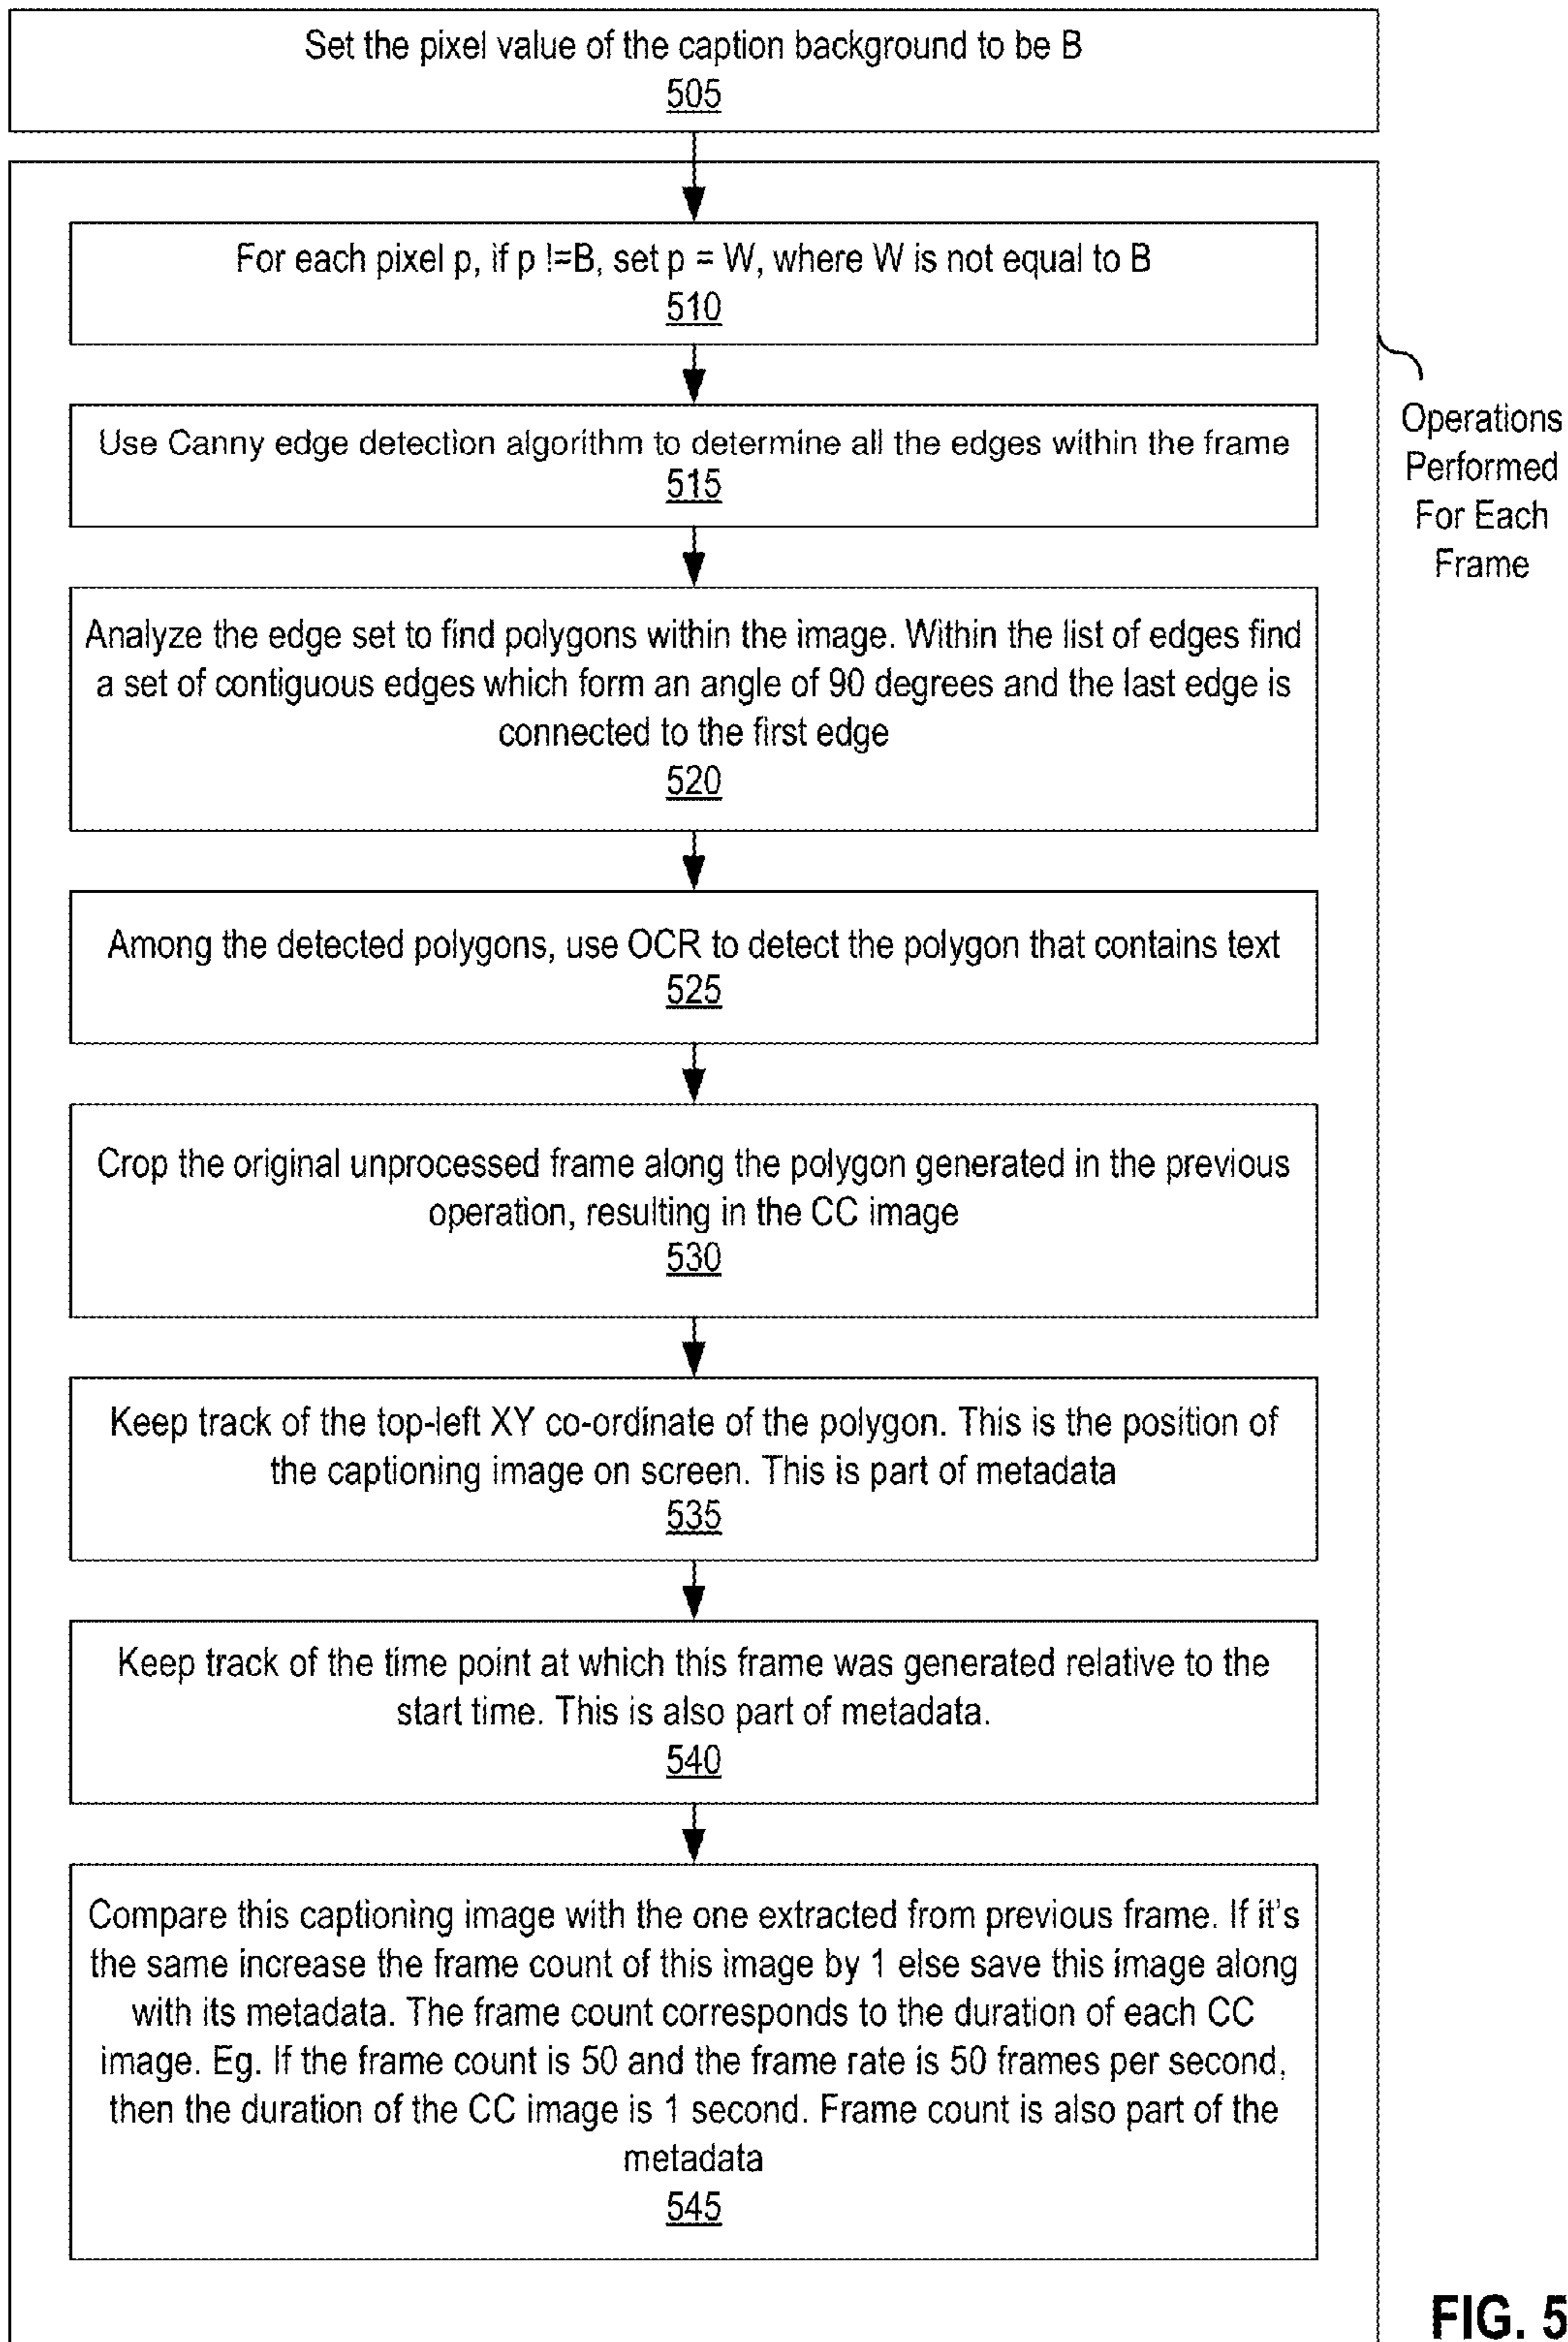 Set the pixel value of the caption background to be B
505
For each pixel p, if p !=B, set p = W, where W is not equal to B
510
Use Canny edge detection algorithm to determine all the edges within the frame
515
Operations
Performed
For Each
Frame
Analyze the edge set to find polygons within the image. Within the list of edges find
a set of contiguous edges which form an angle of 90 degrees and the last edge is
connected to the first edge
520
Among the detected polygons, use OCR to detect the polygon that contains text
525
Crop the original unprocessed frame along the polygon generated in the previous
operation, resulting in the CC image
530
Keep track of the top-left XY co-ordinate of the polygon. This is the position of
the captioning image on screen. This is part of metadata
535
Keep track of the time point at which this frame was generated relative to the
start time. This is also part of metadata.
540
Compare this captioning image with the one extracted from previous frame. If it's
the same increase the frame count of this image by 1 else save this image along
with its metadata. The frame count corresponds to the duration of each CC
image. Eg. If the frame count is 50 and the frame rate is 50 frames per second,
then the duration of the CC image is 1 second. Frame count is also part of the
metadata
545
FIG. 5